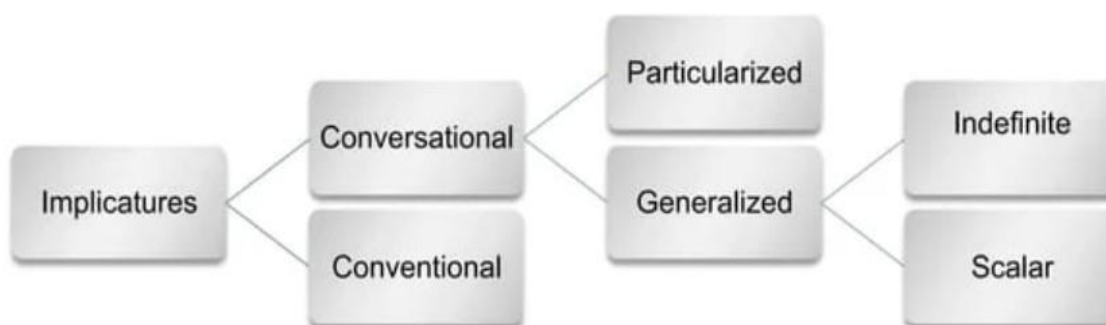 Implicatures
Conversational
Conventional
Particularized
Generalized
Indefinite
Scalar